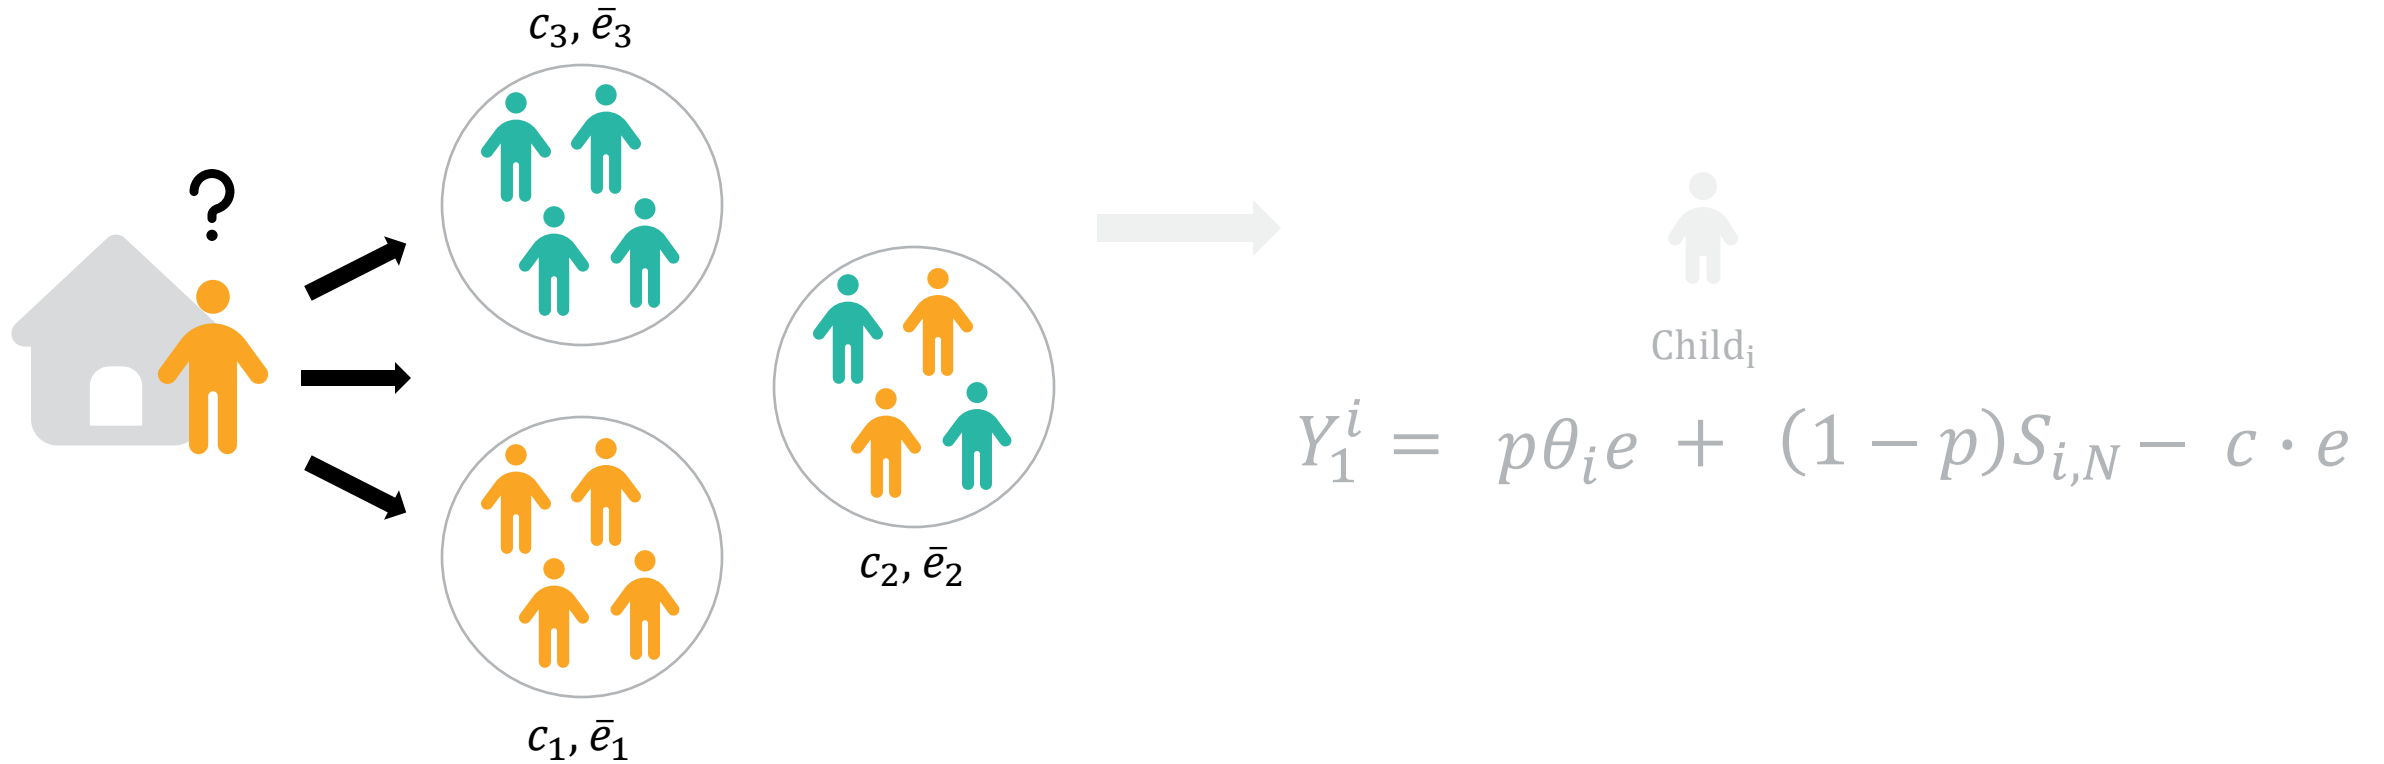 c₃, ē₃
?
c₂, ē₂
c₁, ē₁
Childᵢ
Y₁ⁱ = pθᵢe + (1 − p)Sᵢ,N − c · e